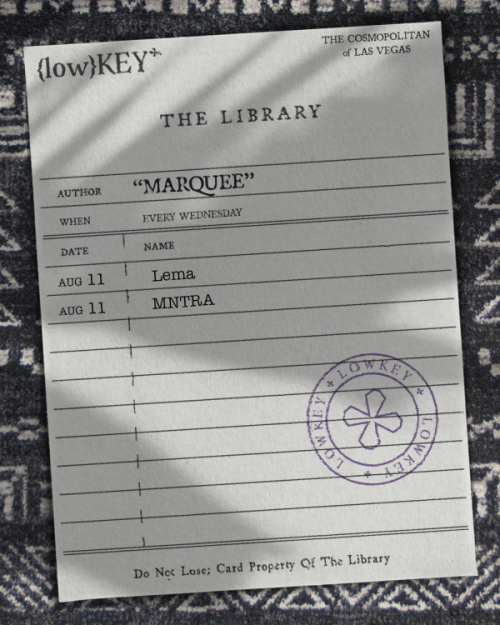 {low}KEY
THE COSMOPOLITAN
of LAS VEGAS
THE LIBRARY
AUTHOR "MARQUEE"
WHEN EVERY WEDNESDAY
DATE NAME
AUG 11 Lema
AUG 11 MNTRA
LOWKEY LOWKEY LOWKEY LOWKEY
Do Not Lose; Card Property Of The Library